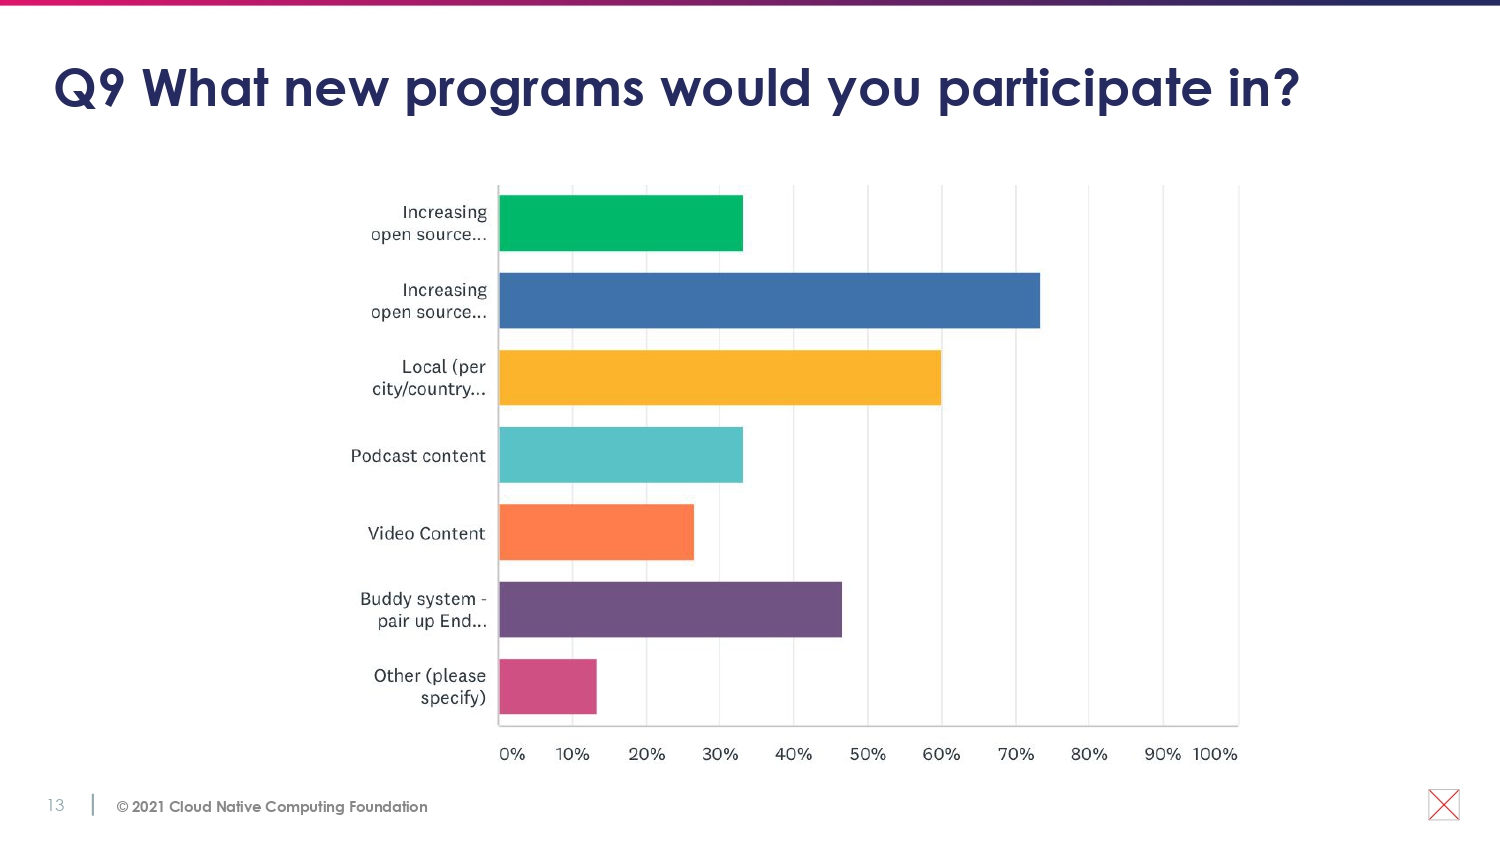 Q9 What new programs would you participate in?
Increasing
open source...
Increasing
open source...
Local (per
city/country...
Podcast content
Video Content
Buddy system -
pair up End...
Other (please
specify)
0% 10% 20% 30% 40% 50% 60% 70% 80% 90% 100%
13 © 2021 Cloud Native Computing Foundation